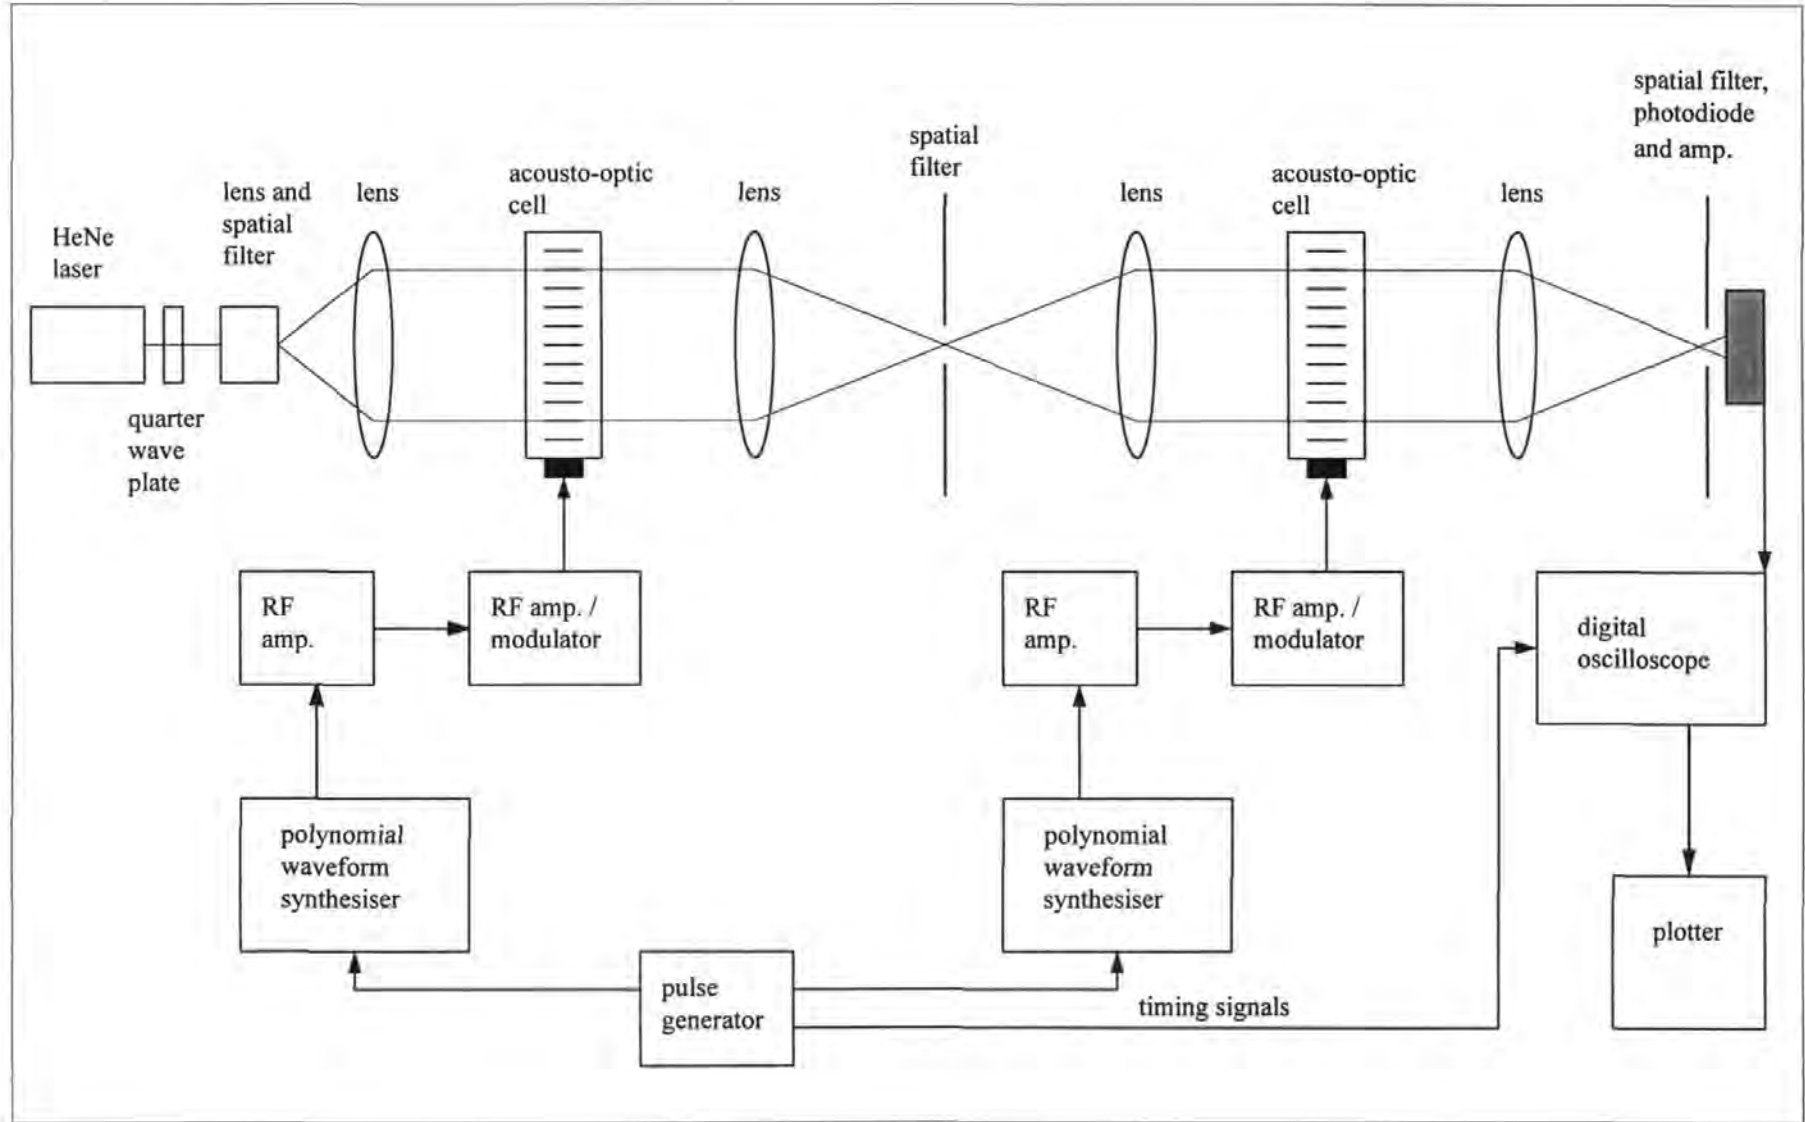 spatial filter,
photodiode
and amp.
spatial
filter
acousto-optic
cell
acousto-optic
cell
lens and
spatial
filter
lens
lens
lens
lens
HeNe
laser
quarter
wave
plate
RF
amp.
RF amp. /
modulator
RF
amp.
RF amp. /
modulator
digital
oscilloscope
polynomial
waveform
synthesiser
polynomial
waveform
synthesiser
plotter
pulse
generator
timing signals